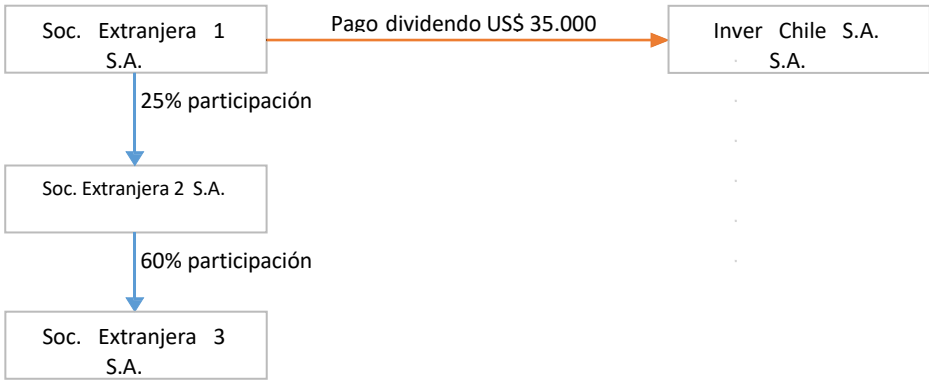 Soc. Extranjera 1
S.A.
Pago dividendo US$ 35.000
Inver Chile S.A.
S.A.
25% participación
Soc. Extranjera 2 S.A.
60% participación
Soc. Extranjera 3
S.A.